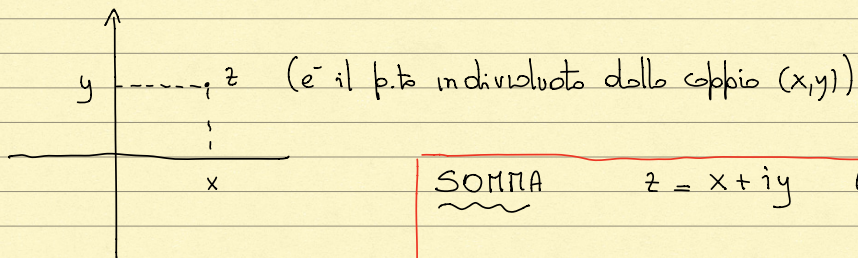 y z (è il p.to individuato dalla coppia (x,y))
x
SOMMA z = x + iy